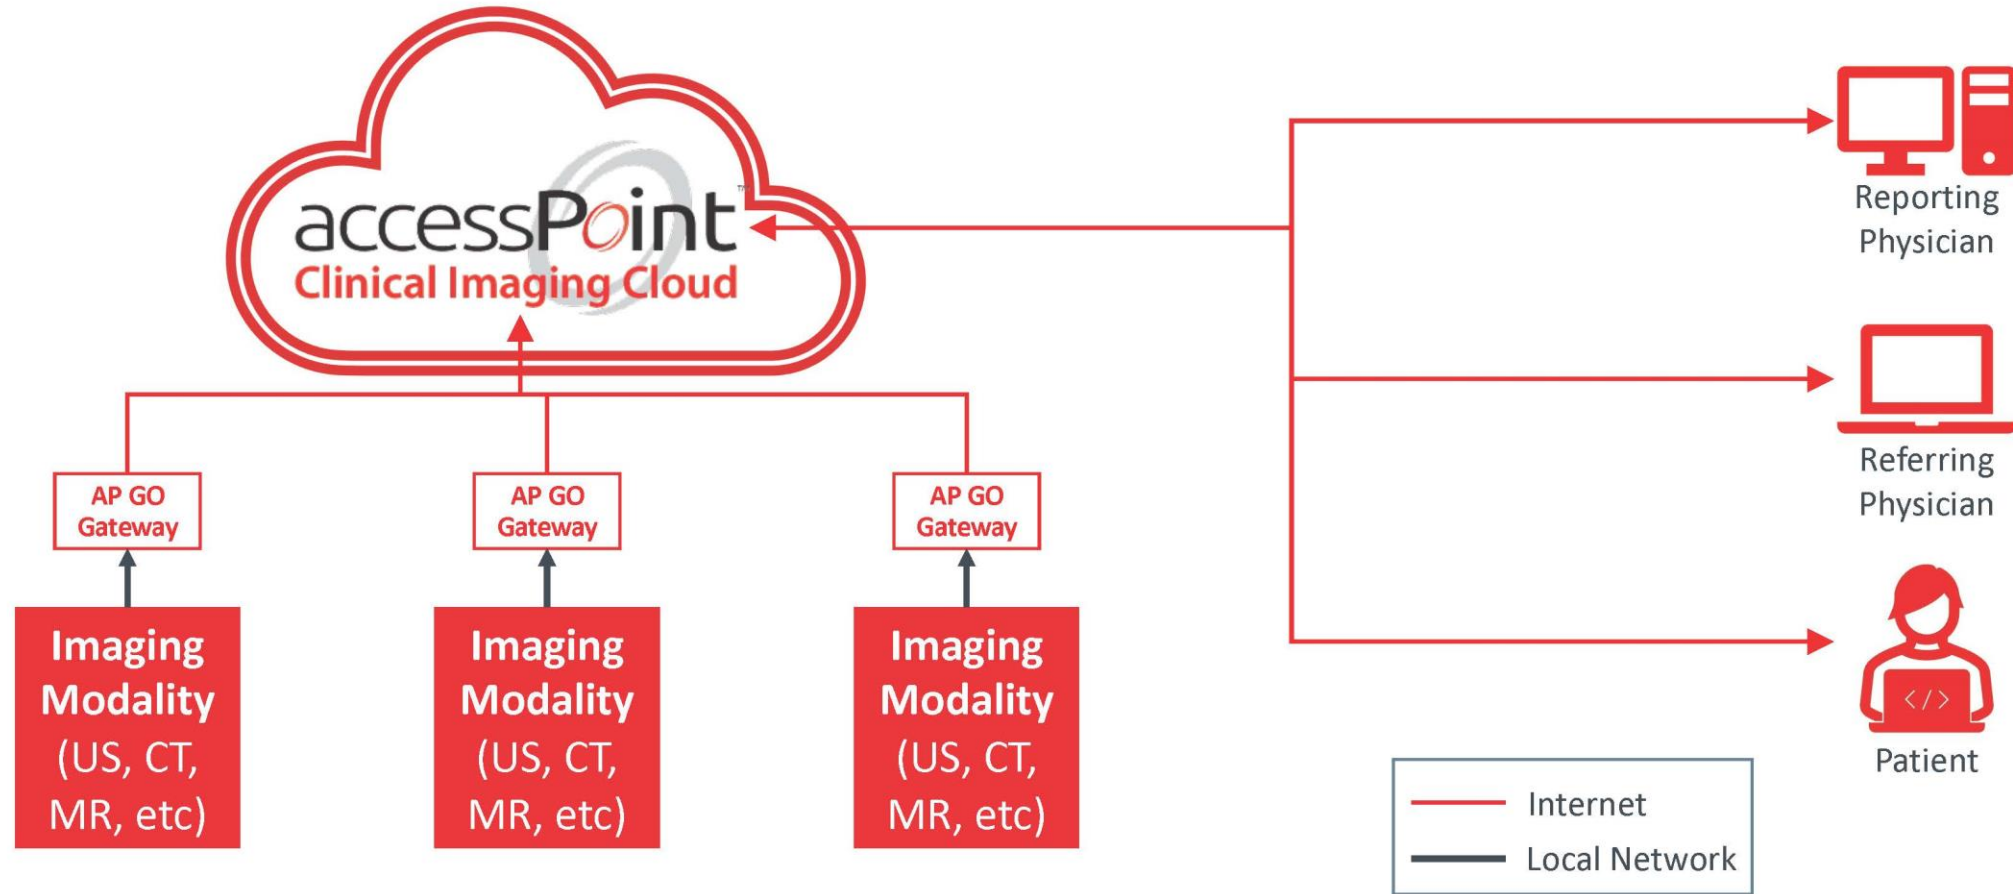 accessPoint™
Clinical Imaging Cloud
Reporting
Physician
Referring
Physician
</>
Patient
AP GO
Gateway
AP GO
Gateway
AP GO
Gateway
Imaging
Modality
(US, CT,
MR, etc)
Imaging
Modality
(US, CT,
MR, etc)
Imaging
Modality
(US, CT,
MR, etc)
Internet
Local Network